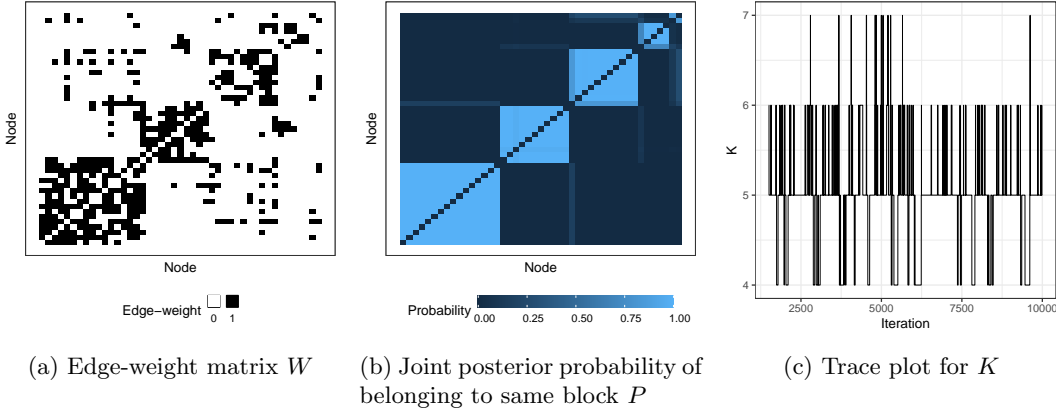 Node
Node
Edge−weight
0 1
(a) Edge-weight matrix W
Node
Node
Probability
0.00 0.25 0.50 0.75 1.00
(b) Joint posterior probability of
belonging to same block P
7
6
5
4
K
2500 5000 7500 10000
Iteration
(c) Trace plot for K